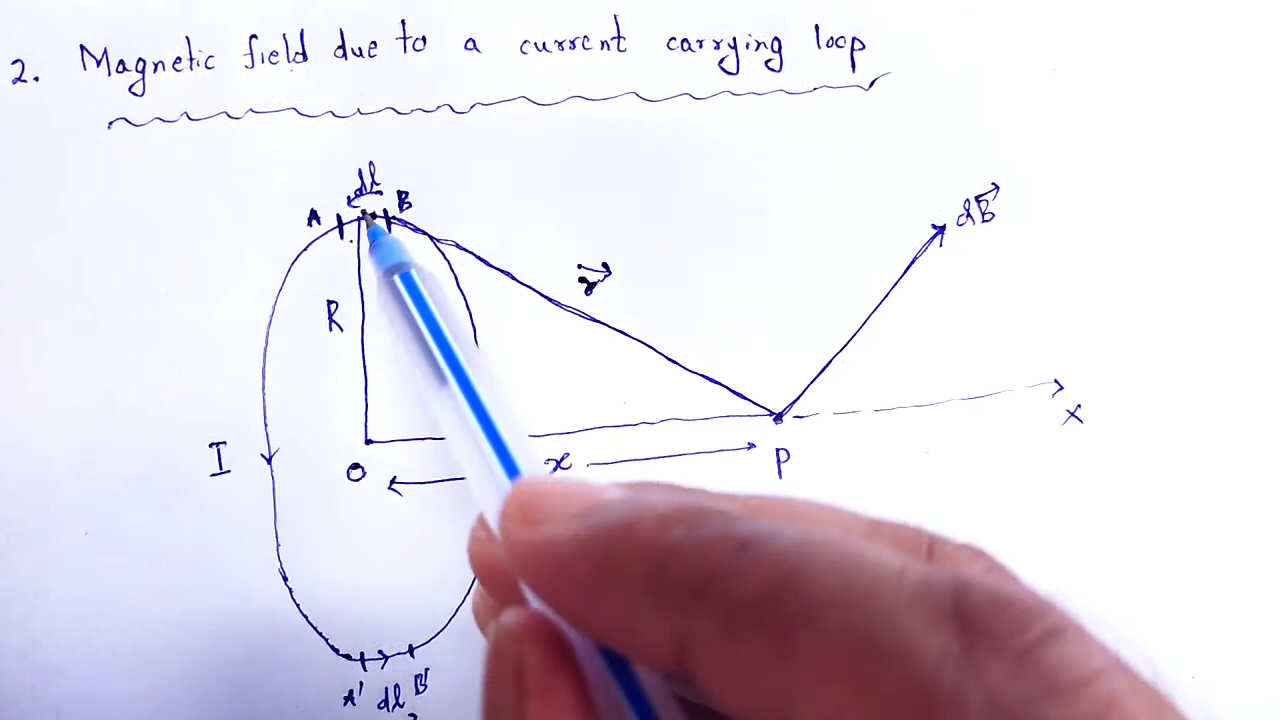 2. Magnetic field due to a current carrying loop
dl
A B
dB
r
R
X
I
x
O P
A' dl B'